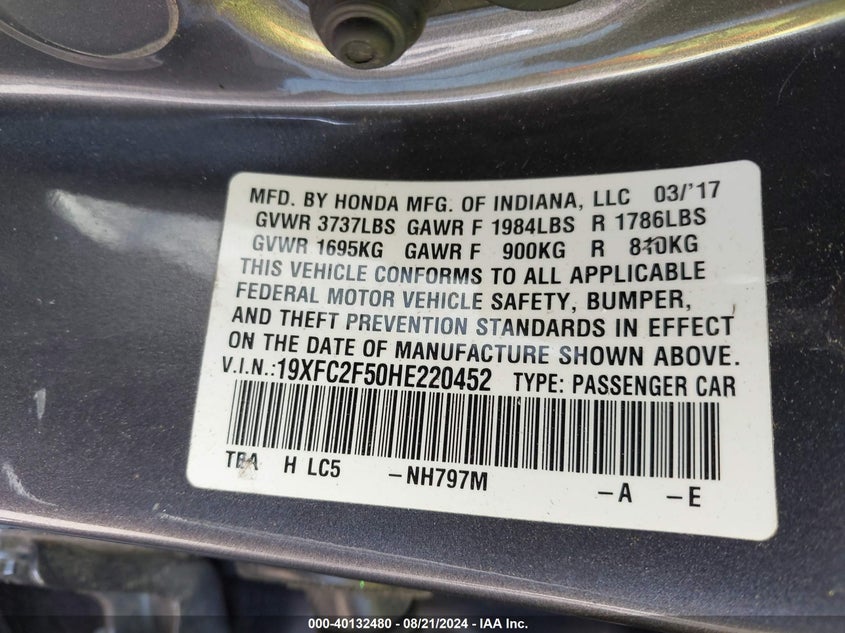 MFD. BY HONDA MFG. OF INDIANA, LLC 03/'17
GVWR 3737LBS GAWR F 1984LBS R 1786LBS
GVWR 1695KG GAWR F 900KG R 810KG
THIS VEHICLE CONFORMS TO ALL APPLICABLE
FEDERAL MOTOR VEHICLE SAFETY, BUMPER,
AND THEFT PREVENTION STANDARDS IN EFFECT
ON THE DATE OF MANUFACTURE SHOWN ABOVE.
V.I.N.:19XFC2F50HE220452 TYPE: PASSENGER CAR
TBA H LC5 -NH797M -A -E
000-40132480 - 08/21/2024 - IAA Inc.